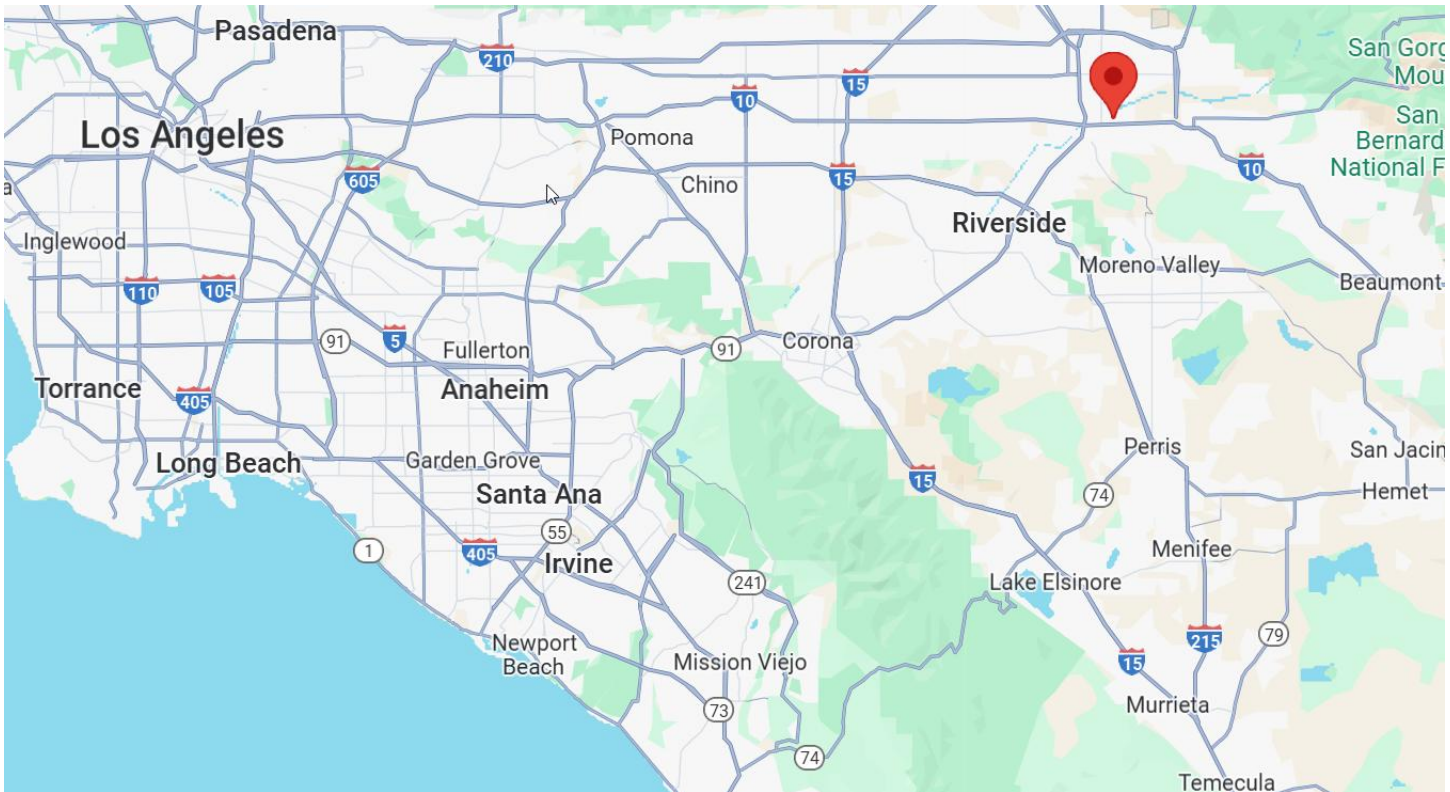 Pasadena
San Gorg
Mou
210
15
10
Los Angeles
Pomona
San
Bernard
National F
10
605
Chino
15
a
Riverside
Inglewood
Moreno Valley
Beaumont
110
105
5
91
Fullerton
91
Corona
Torrance
405
Anaheim
Long Beach
Garden Grove
Perris
San Jacin
Santa Ana
15
74
Hemet
55
1
405
Irvine
Menifee
241
Lake Elsinore
Newport
Beach
Mission Viejo
215
79
15
73
Murrieta
74
Temecula